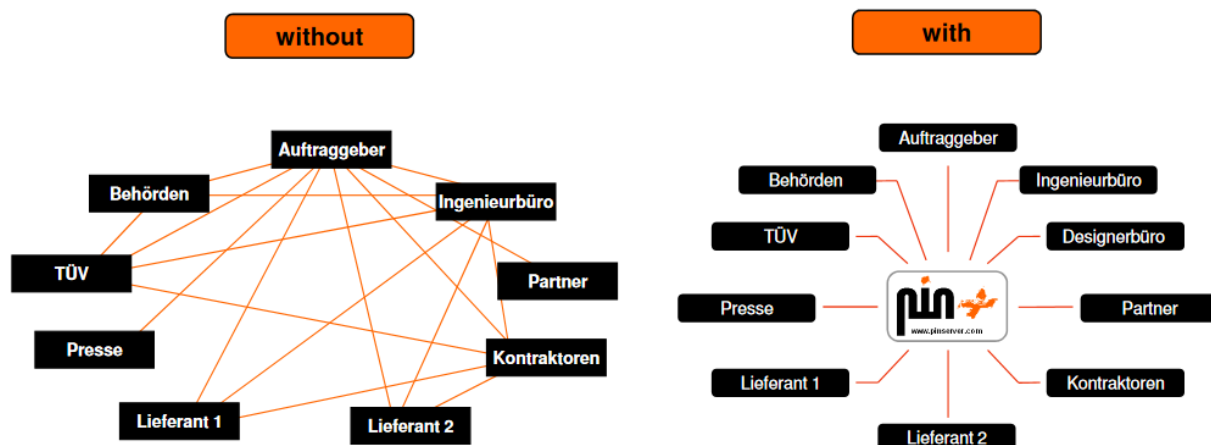 without
with
Auftraggeber
Behörden
Ingenieurbüro
TÜV
Partner
Presse
Kontraktoren
Lieferant 1
Lieferant 2
Auftraggeber
Behörden
Ingenieurbüro
TÜV
Designerbüro
pin
www.pinserver.com
Presse
Partner
Lieferant 1
Kontraktoren
Lieferant 2